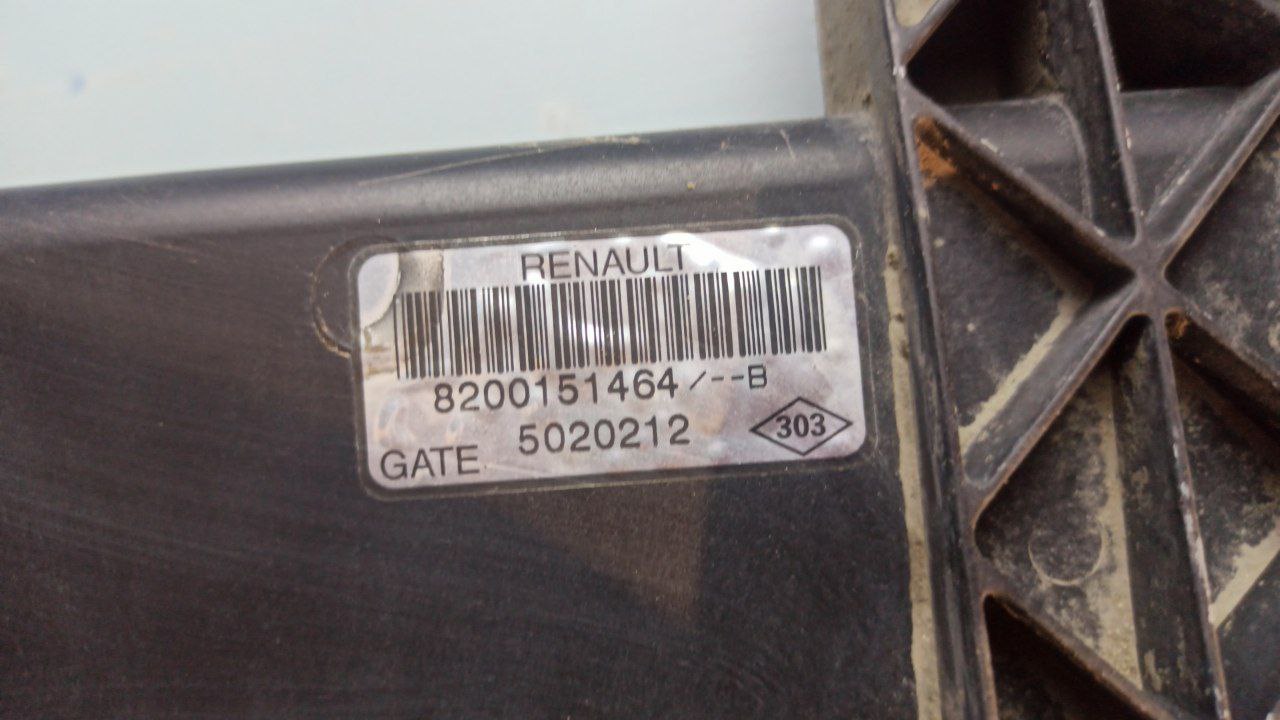 RENAULT
8200151464/--B
5020212
303
GATE